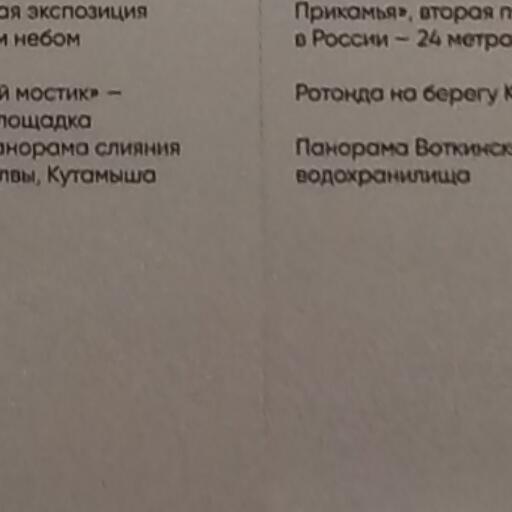 ая экспозиция
м небом
й мостик» –
лощадка
анорама слияния
лвы, Кутамыша
Прикамья», вторая п
в России – 24 метра
Ротонда на берегу К
Панорама Воткинск
водохранилища